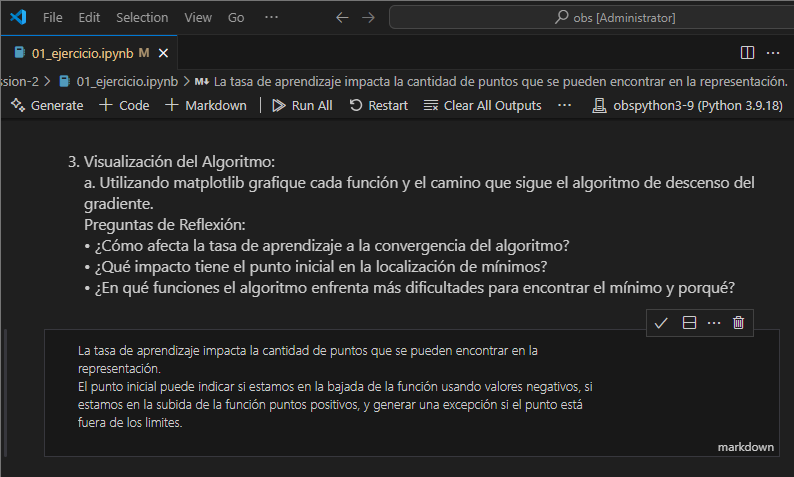 File Edit Selection View Go ··· ← → obs [Administrator]
01_ejercicio.ipynb M × ···
ssion-2 > 01_ejercicio.ipynb > M↓ La tasa de aprendizaje impacta la cantidad de puntos que se pueden encontrar en la representación.
Generate + Code + Markdown | Run All Restart Clear All Outputs ··· obspython3-9 (Python 3.9.18)
3. Visualización del Algoritmo:
a. Utilizando matplotlib grafique cada función y el camino que sigue el algoritmo de descenso del
gradiente.
Preguntas de Reflexión:
• ¿Cómo afecta la tasa de aprendizaje a la convergencia del algoritmo?
• ¿Qué impacto tiene el punto inicial en la localización de mínimos?
• ¿En qué funciones el algoritmo enfrenta más dificultades para encontrar el mínimo y porqué?
La tasa de aprendizaje impacta la cantidad de puntos que se pueden encontrar en la
representación.
El punto inicial puede indicar si estamos en la bajada de la función usando valores negativos, si
estamos en la subida de la función puntos positivos, y generar una excepción si el punto está
fuera de los limites.
markdown